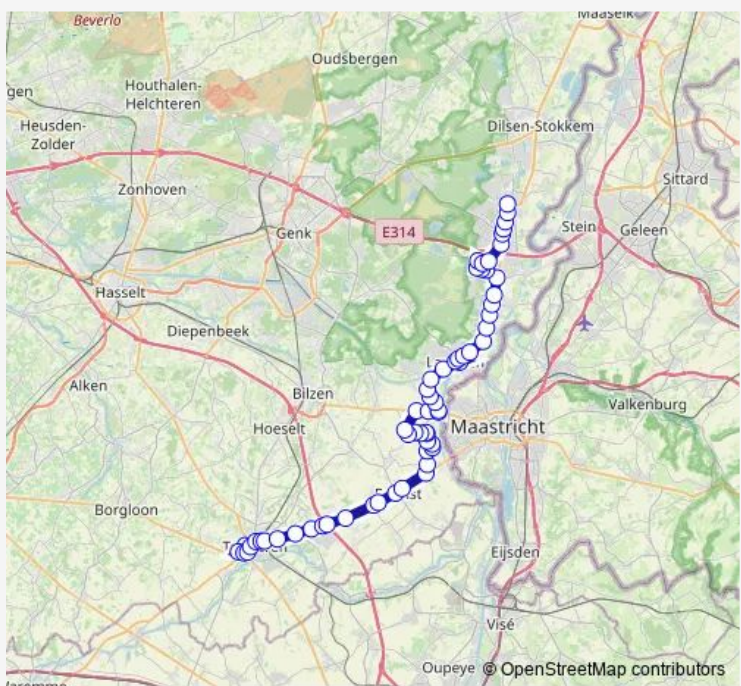 Beverlo
Maaseik
Oudsbergen
Houthalen-
Helchteren
Heusden-
Zolder
Dilsen-Stokkem
Zonhoven
Sittard
Genk
E314
Stein
Geleen
Hasselt
Diepenbeek
Alken
Bilzen
Valkenburg
Hoeselt
Maastricht
Borgloon
Eijsden
Visé
Oupeye
© OpenStreetMap contributors